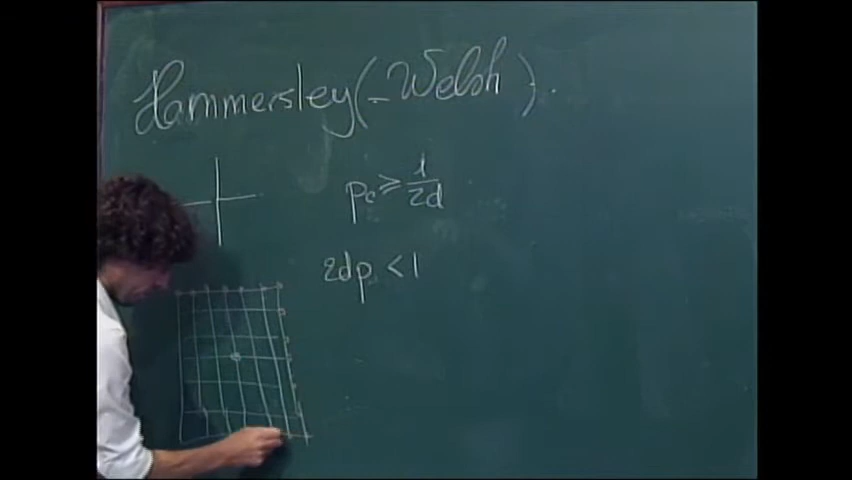 Hammersley (-Welsh).
pc ≥ 1/2d
2dp < 1